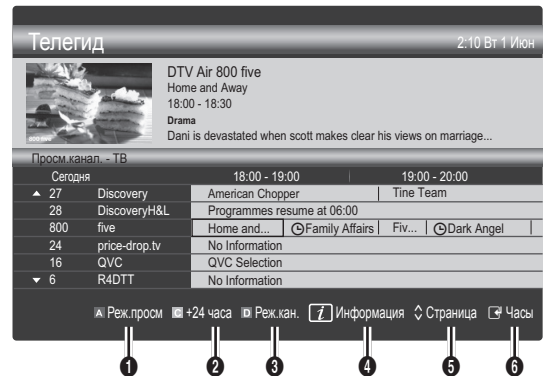 Телегид 2:10 Вт 1 Июн
DTV Air 800 five
Home and Away
18:00 - 18:30
Drama
Dani is devastated when scott makes clear his views on marriage...
800 five
Просм.канал. - ТВ
Сегодня 18:00 - 19:00 19:00 - 20:00
▲ 27 Discovery American Chopper Tine Team
28 DiscoveryH&L Programmes resume at 06:00
800 five Home and... Family Affairs Fiv... Dark Angel
24 price-drop.tv No Information
16 QVC QVC Selection
▼ 6 R4DTT No Information
A Реж.просм C +24 часа D Реж.кан. i Информация Страница Часы
1 2 3 4 5 6